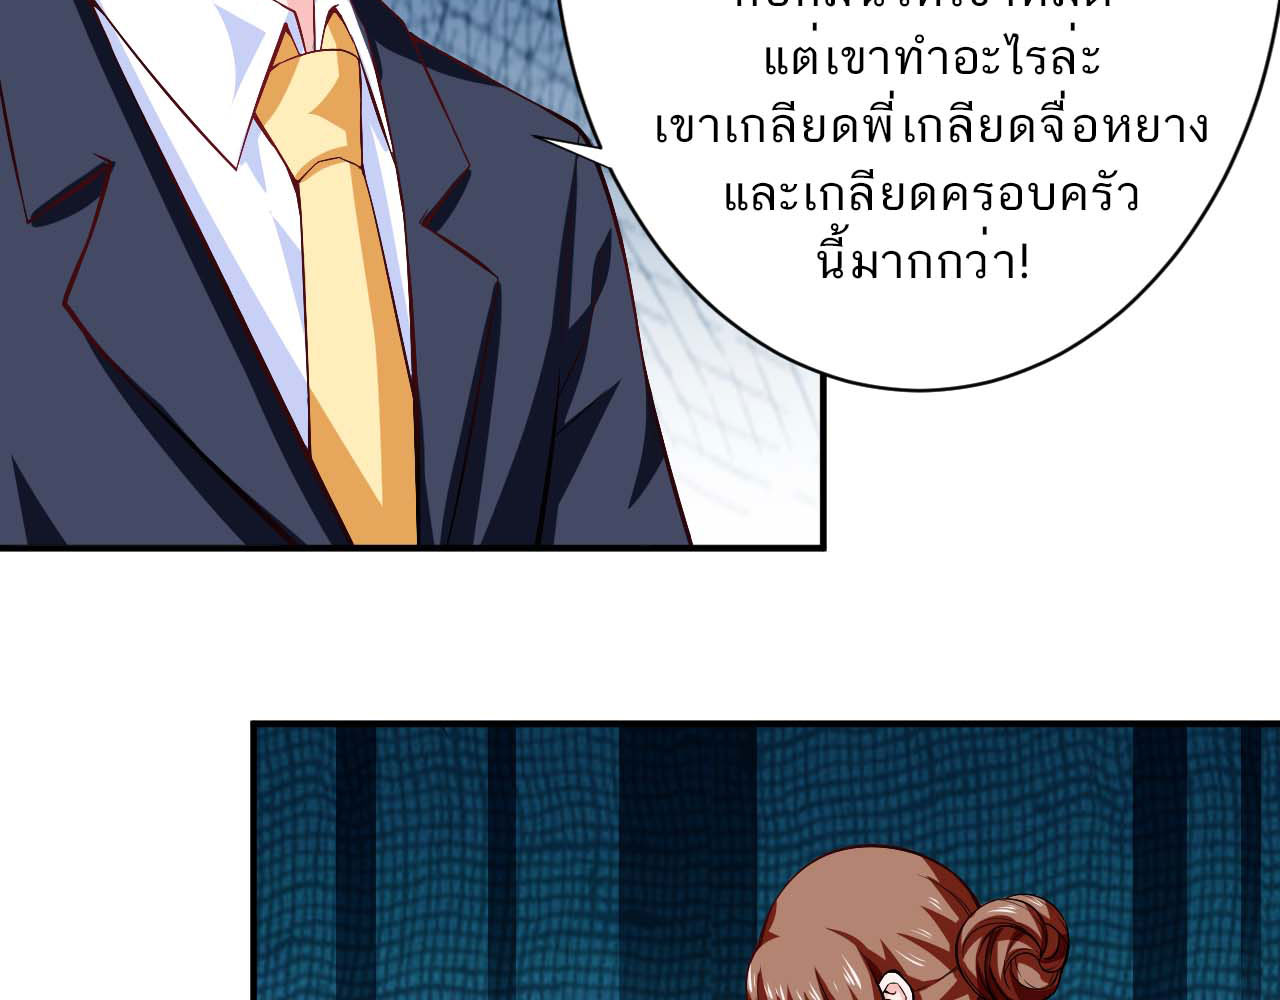 แต่เขาทำอะไรล่ะ
เขาเกลียดพี่ เกลียดจื่อหยาง
และเกลียดครอบครัว
นี้มากกว่า!